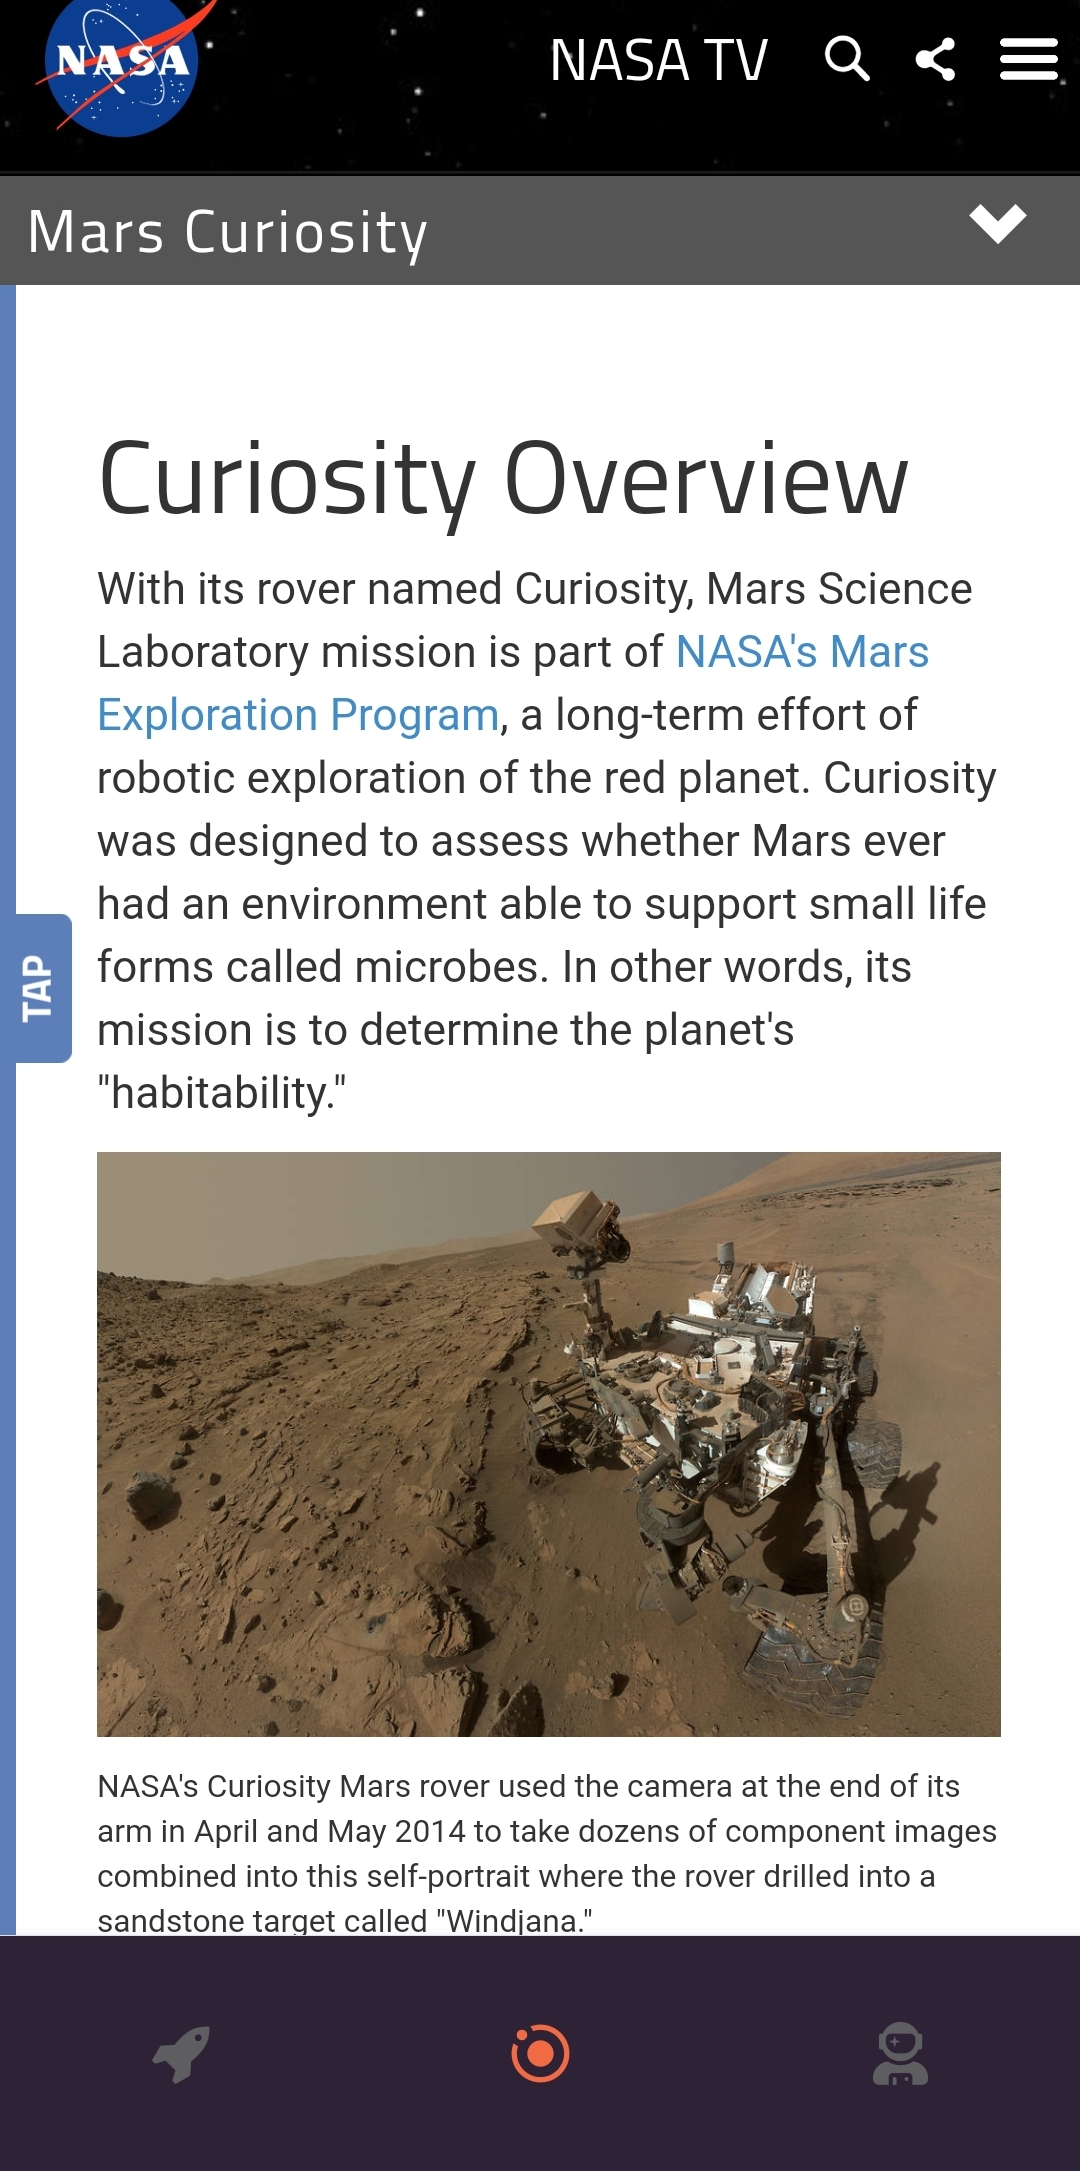 NASA
NASA TV
Mars Curiosity
Curiosity Overview
With its rover named Curiosity, Mars Science
Laboratory mission is part of NASA's Mars
Exploration Program, a long-term effort of
robotic exploration of the red planet. Curiosity
was designed to assess whether Mars ever
had an environment able to support small life
forms called microbes. In other words, its
mission is to determine the planet's
"habitability."
TAP
NASA's Curiosity Mars rover used the camera at the end of its
arm in April and May 2014 to take dozens of component images
combined into this self-portrait where the rover drilled into a
sandstone target called "Windjana."